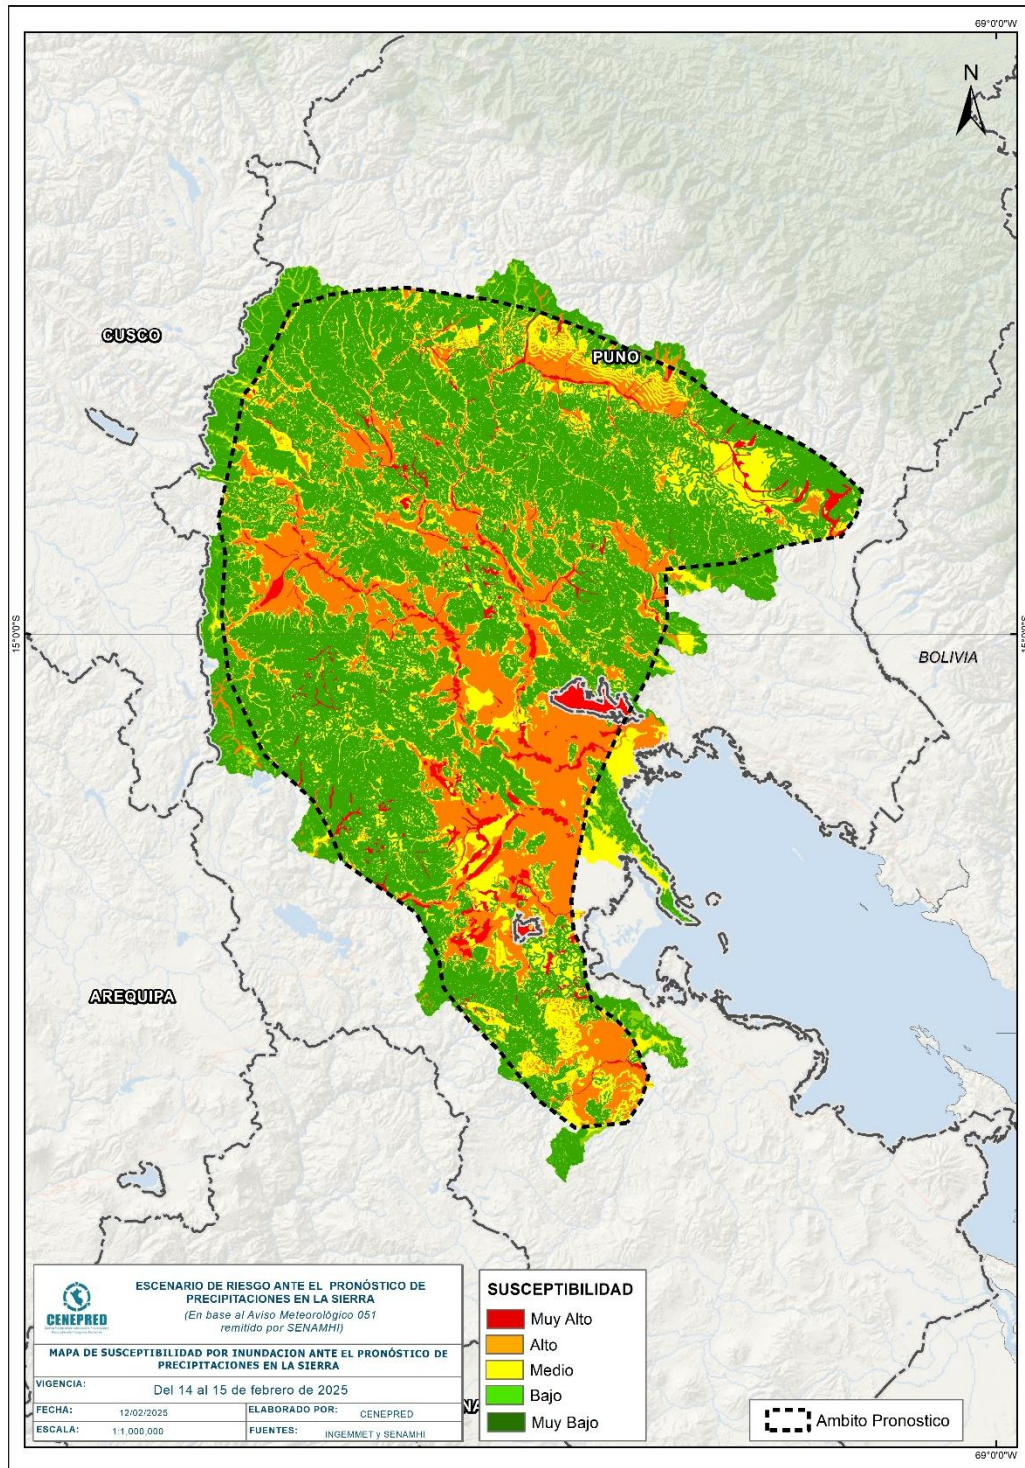 69°0'0"W
N
CUSCO
PUNO
15°0'0"S
15°0'0"S
BOLIVIA
AREQUIPA
CENEPRED
ESCENARIO DE RIESGO ANTE EL PRONÓSTICO DE
PRECIPITACIONES EN LA SIERRA
(En base al Aviso Meteorológico 051
remitido por SENAMHI)
MAPA DE SUSCEPTIBILIDAD POR INUNDACION ANTE EL PRONÓSTICO DE
PRECIPITACIONES EN LA SIERRA
VIGENCIA: Del 14 al 15 de febrero de 2025
FECHA: 12/02/2025 ELABORADO POR: CENEPRED
ESCALA: 1:1,000,000 FUENTES: INGEMMET y SENAMHI
SUSCEPTIBILIDAD
Muy Alto
Alto
Medio
Bajo
Muy Bajo
Ambito Pronostico
69°0'0"W